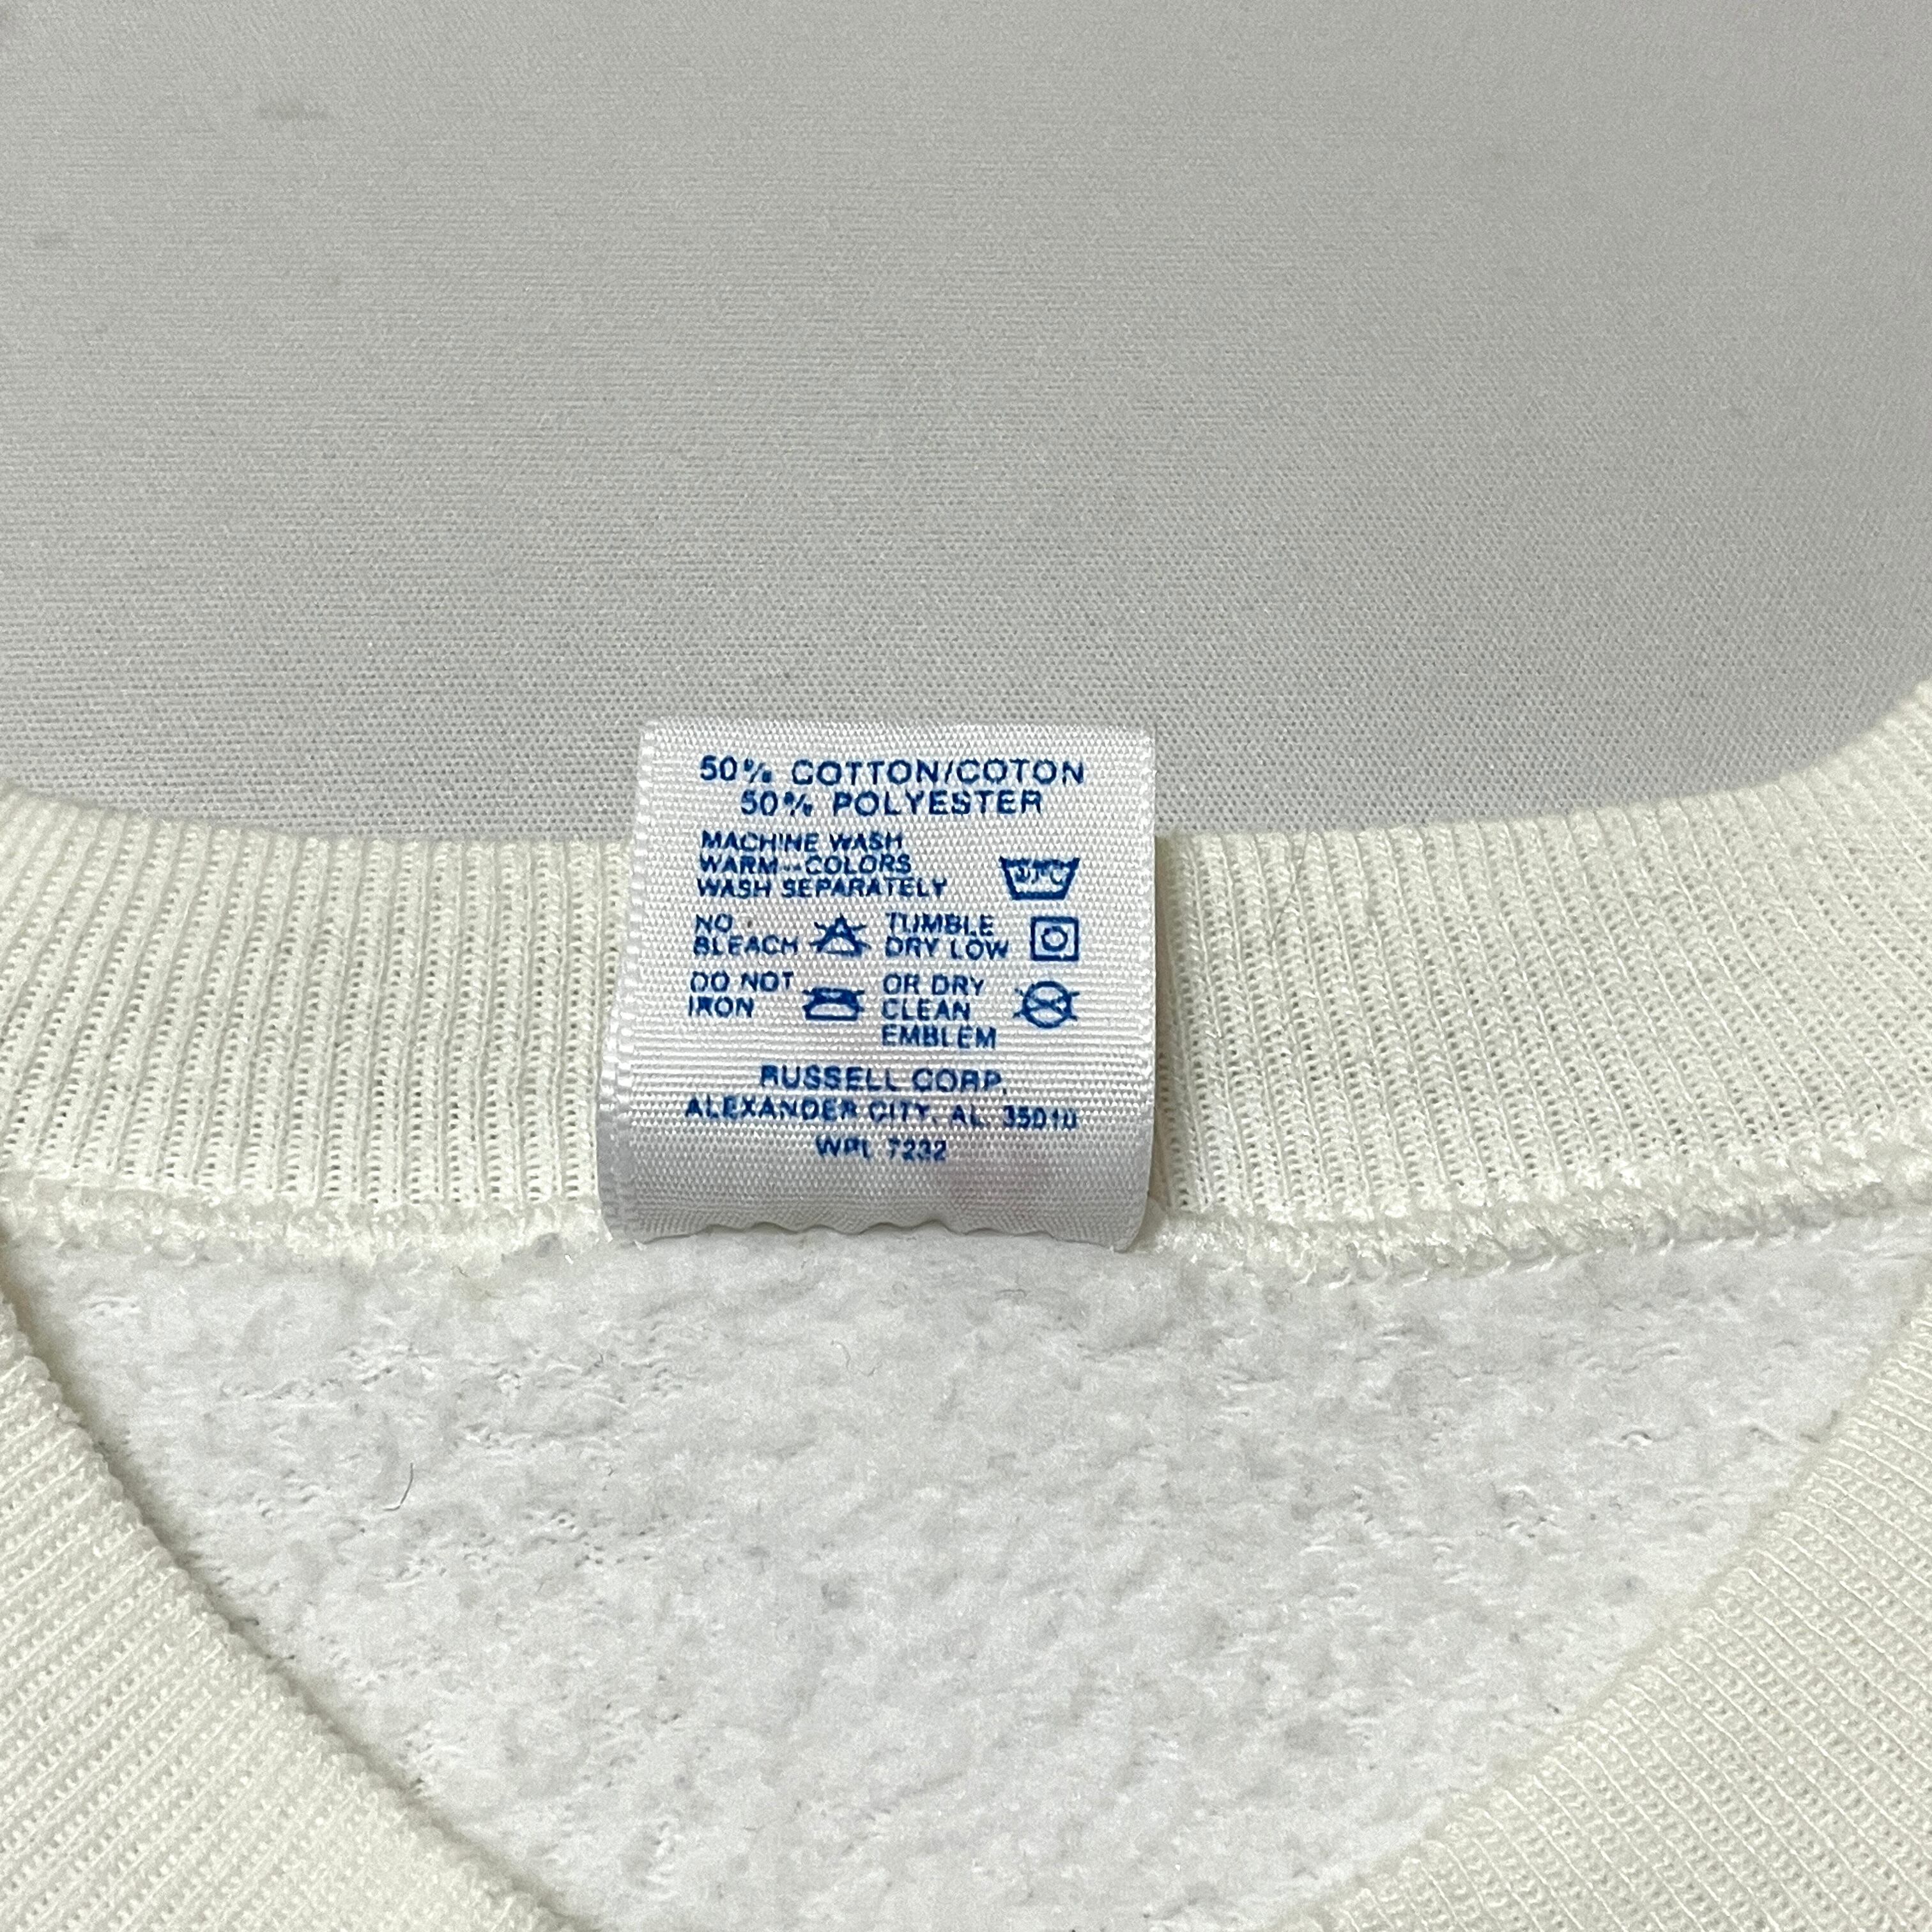 50% COTTON/COTON
50% POLYESTER
MACHINE WASH
WARM--COLORS
WASH SEPARATELY
NO BLEACH
TUMBLE DRY LOW
DO NOT IRON
OR DRY CLEAN EMBLEM
RUSSELL CORP.
ALEXANDER CITY, AL. 35010
WPL 7232